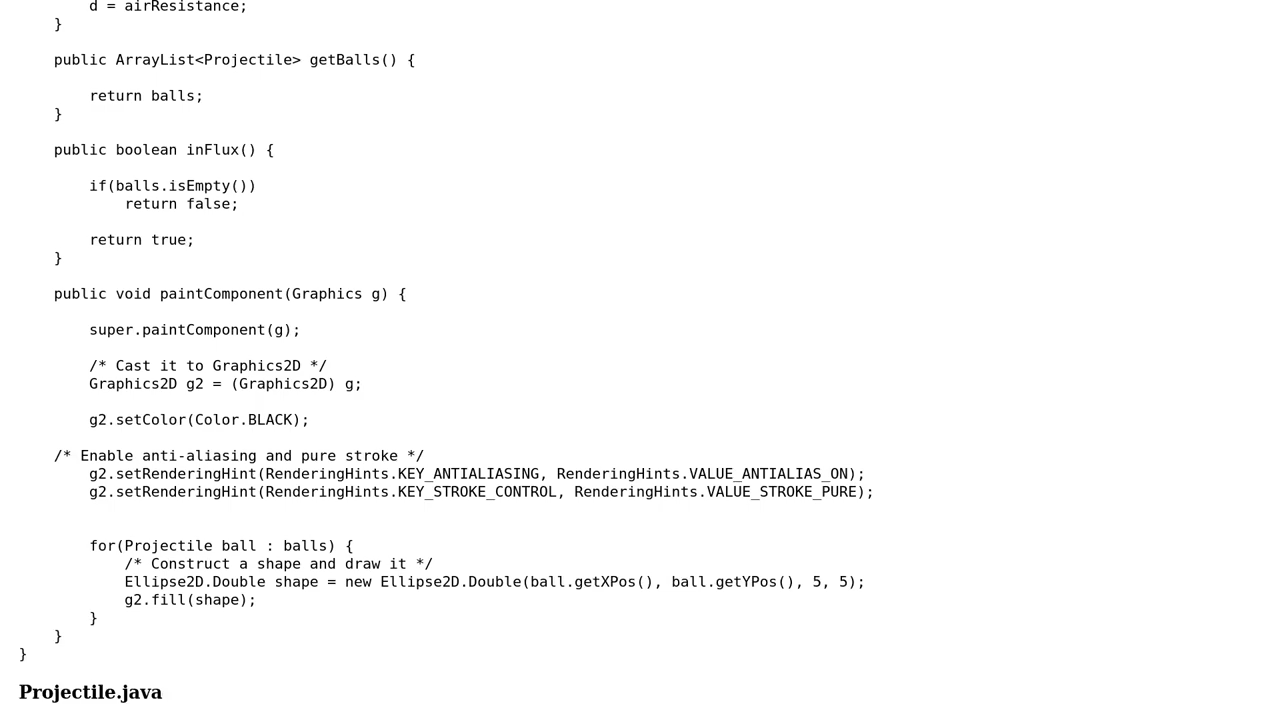 d = airResistance;
    }

    public ArrayList<Projectile> getBalls() {

        return balls;
    }

    public boolean inFlux() {

        if(balls.isEmpty())
            return false;

        return true;
    }

    public void paintComponent(Graphics g) {

        super.paintComponent(g);

        /* Cast it to Graphics2D */
        Graphics2D g2 = (Graphics2D) g;

        g2.setColor(Color.BLACK);

    /* Enable anti-aliasing and pure stroke */
        g2.setRenderingHint(RenderingHints.KEY_ANTIALIASING, RenderingHints.VALUE_ANTIALIAS_ON);
        g2.setRenderingHint(RenderingHints.KEY_STROKE_CONTROL, RenderingHints.VALUE_STROKE_PURE);


        for(Projectile ball : balls) {
            /* Construct a shape and draw it */
            Ellipse2D.Double shape = new Ellipse2D.Double(ball.getXPos(), ball.getYPos(), 5, 5);
            g2.fill(shape);
        }
    }
}
Projectile.java